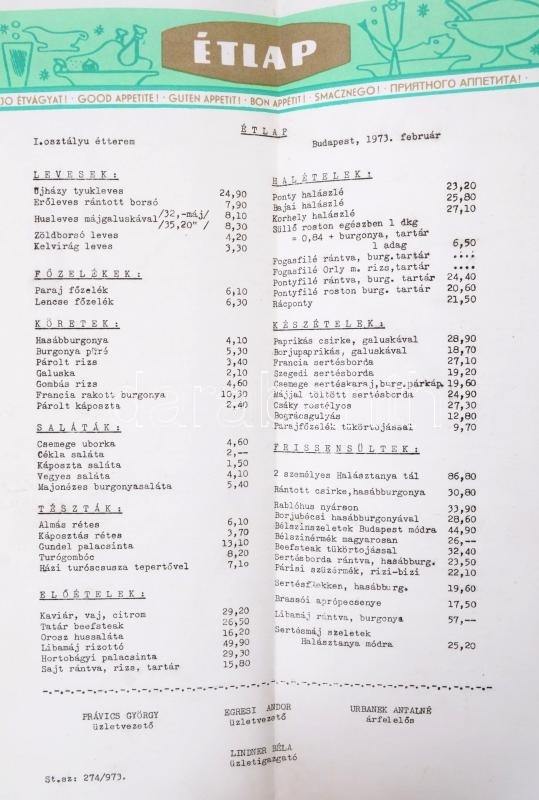 ÉTLAP
JÓ ÉTVÁGYAT! · GOOD APPETITE! · GUTEN APPETIT! · BON APPÉTIT! · SMACZNEGO! · ПРИЯТНОГО АППЕТИТА!
ÉTLAP
I.osztályu étterem
Budapest, 1973. február
LEVESEK:
Ujházy tyukleves 24,90
Erőleves rántott borsó 7,90
Husleves májgaluskával /32,-máj/ 8,10
/35,20" / 8,30
Zöldborsó leves 4,20
Kelvirág leves 3,30
FŐZELÉKEK:
Paraj főzelék 6,10
Lencse főzelék 6,30
KÖRETEK:
Hasábburgonya 4,10
Burgonya püré 5,30
Párolt rizs 3,40
Galuska 2,10
Gombás rizs 4,60
Francia rakott burgonya 10,30
Párolt káposzta 2,40
SALÁTÁK:
Csemege uborka 4,60
Cékla saláta 2,--
Káposzta saláta 1,50
Vegyes saláta 4,10
Majonézes burgonyasaláta 5,40
TÉSZTÁK:
Almás rétes 6,10
Káposztás rétes 3,70
Gundel palacsinta 13,10
Turógombóc 8,20
Házi turóscsusza tepertővel 7,10
ELŐÉTELEK:
Kaviár, vaj, citrom 29,20
Tatár beefsteak 26,50
Orosz hussaláta 16,20
Libamáj rizottó 49,90
Hortobágyi palacsinta 29,30
Sajt rántva, rizs, tartár 15,80
HALÉTELEK:
Ponty halászlé 23,20
Bajai halászlé 25,80
Korhely halászlé 27,10
Süllő roston egészben 1 dkg
= 0,84 + burgonya, tartár
1 adag 6,50
Fogasfilé rántva, burg.tartár ....
Fogasfilé Orly m. rizs,tartár ....
Pontyfilé rántva, burg. tartár 24,40
Pontyfilé roston burg. tartár 20,60
Rácponty 21,50
KÉSZÉTELEK:
Paprikás csirke, galuskával 28,90
Borjupaprikás, galuskával 18,70
Francia sertésborda 27,10
Szegedi sertésborda 19,20
Csemege sertéskaraj,burg.párkáp. 19,60
Májjal töltött sertésborda 24,90
Csáky rostélyos 27,30
Bográcsgulyás 12,80
Parajfőzelék tükörtojással 9,70
FRISSENSÜLTEK:
2 személyes Halásztanya tál 86,80
Rántott csirke,hasábburgonya 30,80
Rablóhus nyárson 33,90
Borjubécsi hasábburgonyával 28,60
Bélszinszeletek Budapest módra 44,90
Bélszinérmék magyarosan 26,--
Beefsteak tükörtojással 32,40
Sertésborda rántva, hasábburg. 23,50
Párisi szüzérmék, rizi-bizi 22,10
Sertésflekken, hasábburg. 19,60
Brassói aprópecsenye 17,50
Libamáj rántva, burgonya 57,--
Sertésmáj szeletek
Halásztanya módra 25,20
PRÁVICS GYÖRGY
üzletvezető
EGRESI ANDOR
üzletvezető
URBANEK ANTALNÉ
árfelelős
LINDNER BÉLA
üzletigazgató
St.sz: 274/973.